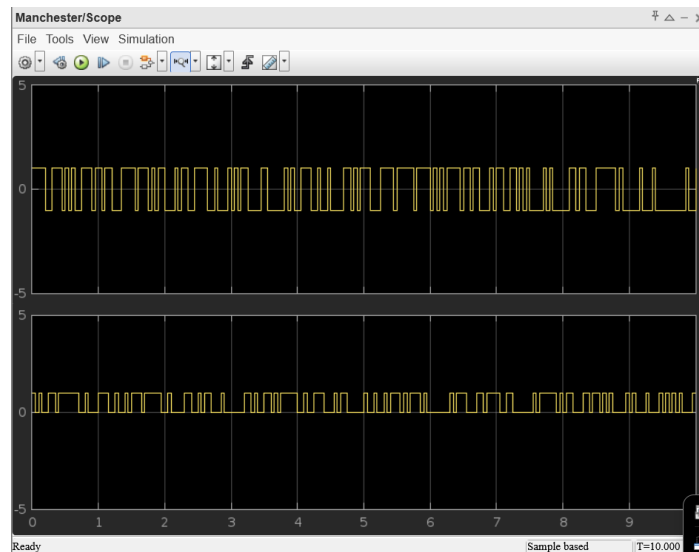 Manchester/Scope
File Tools View Simulation
5
0
-5
5
0
-5
0 1 2 3 4 5 6 7 8 9
Ready Sample based T=10.000